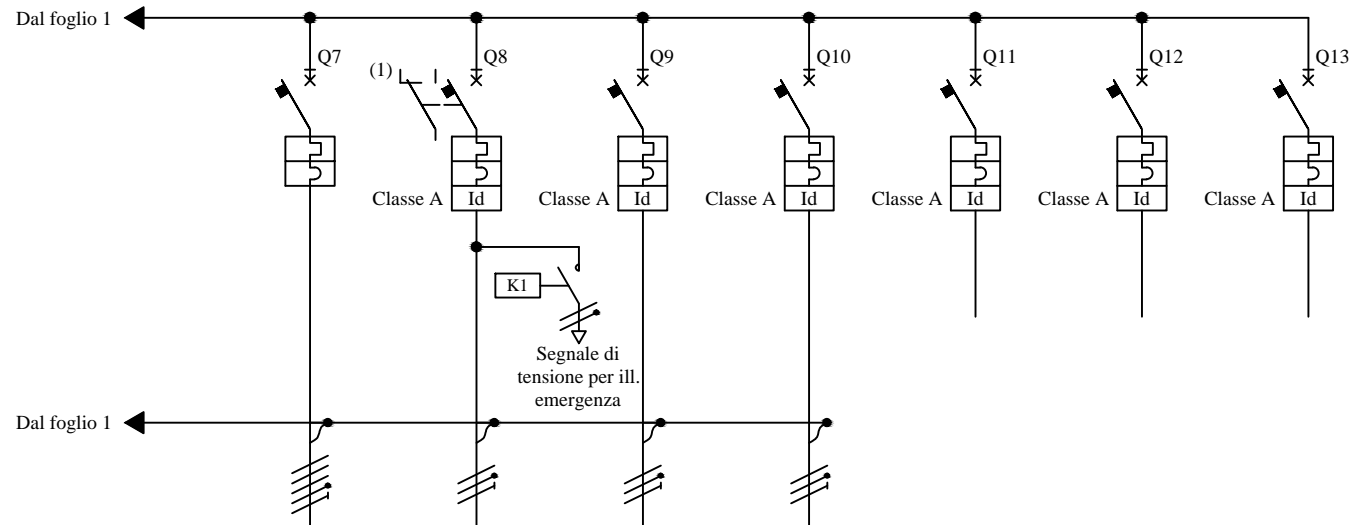 Dal foglio 1
Q7
Q8
Q9
Q10
Q11
Q12
Q13
(1)
Classe A
Id
Classe A
Id
Classe A
Id
Classe A
Id
Classe A
Id
Classe A
Id
K1
Segnale di
tensione per ill.
emergenza
Dal foglio 1